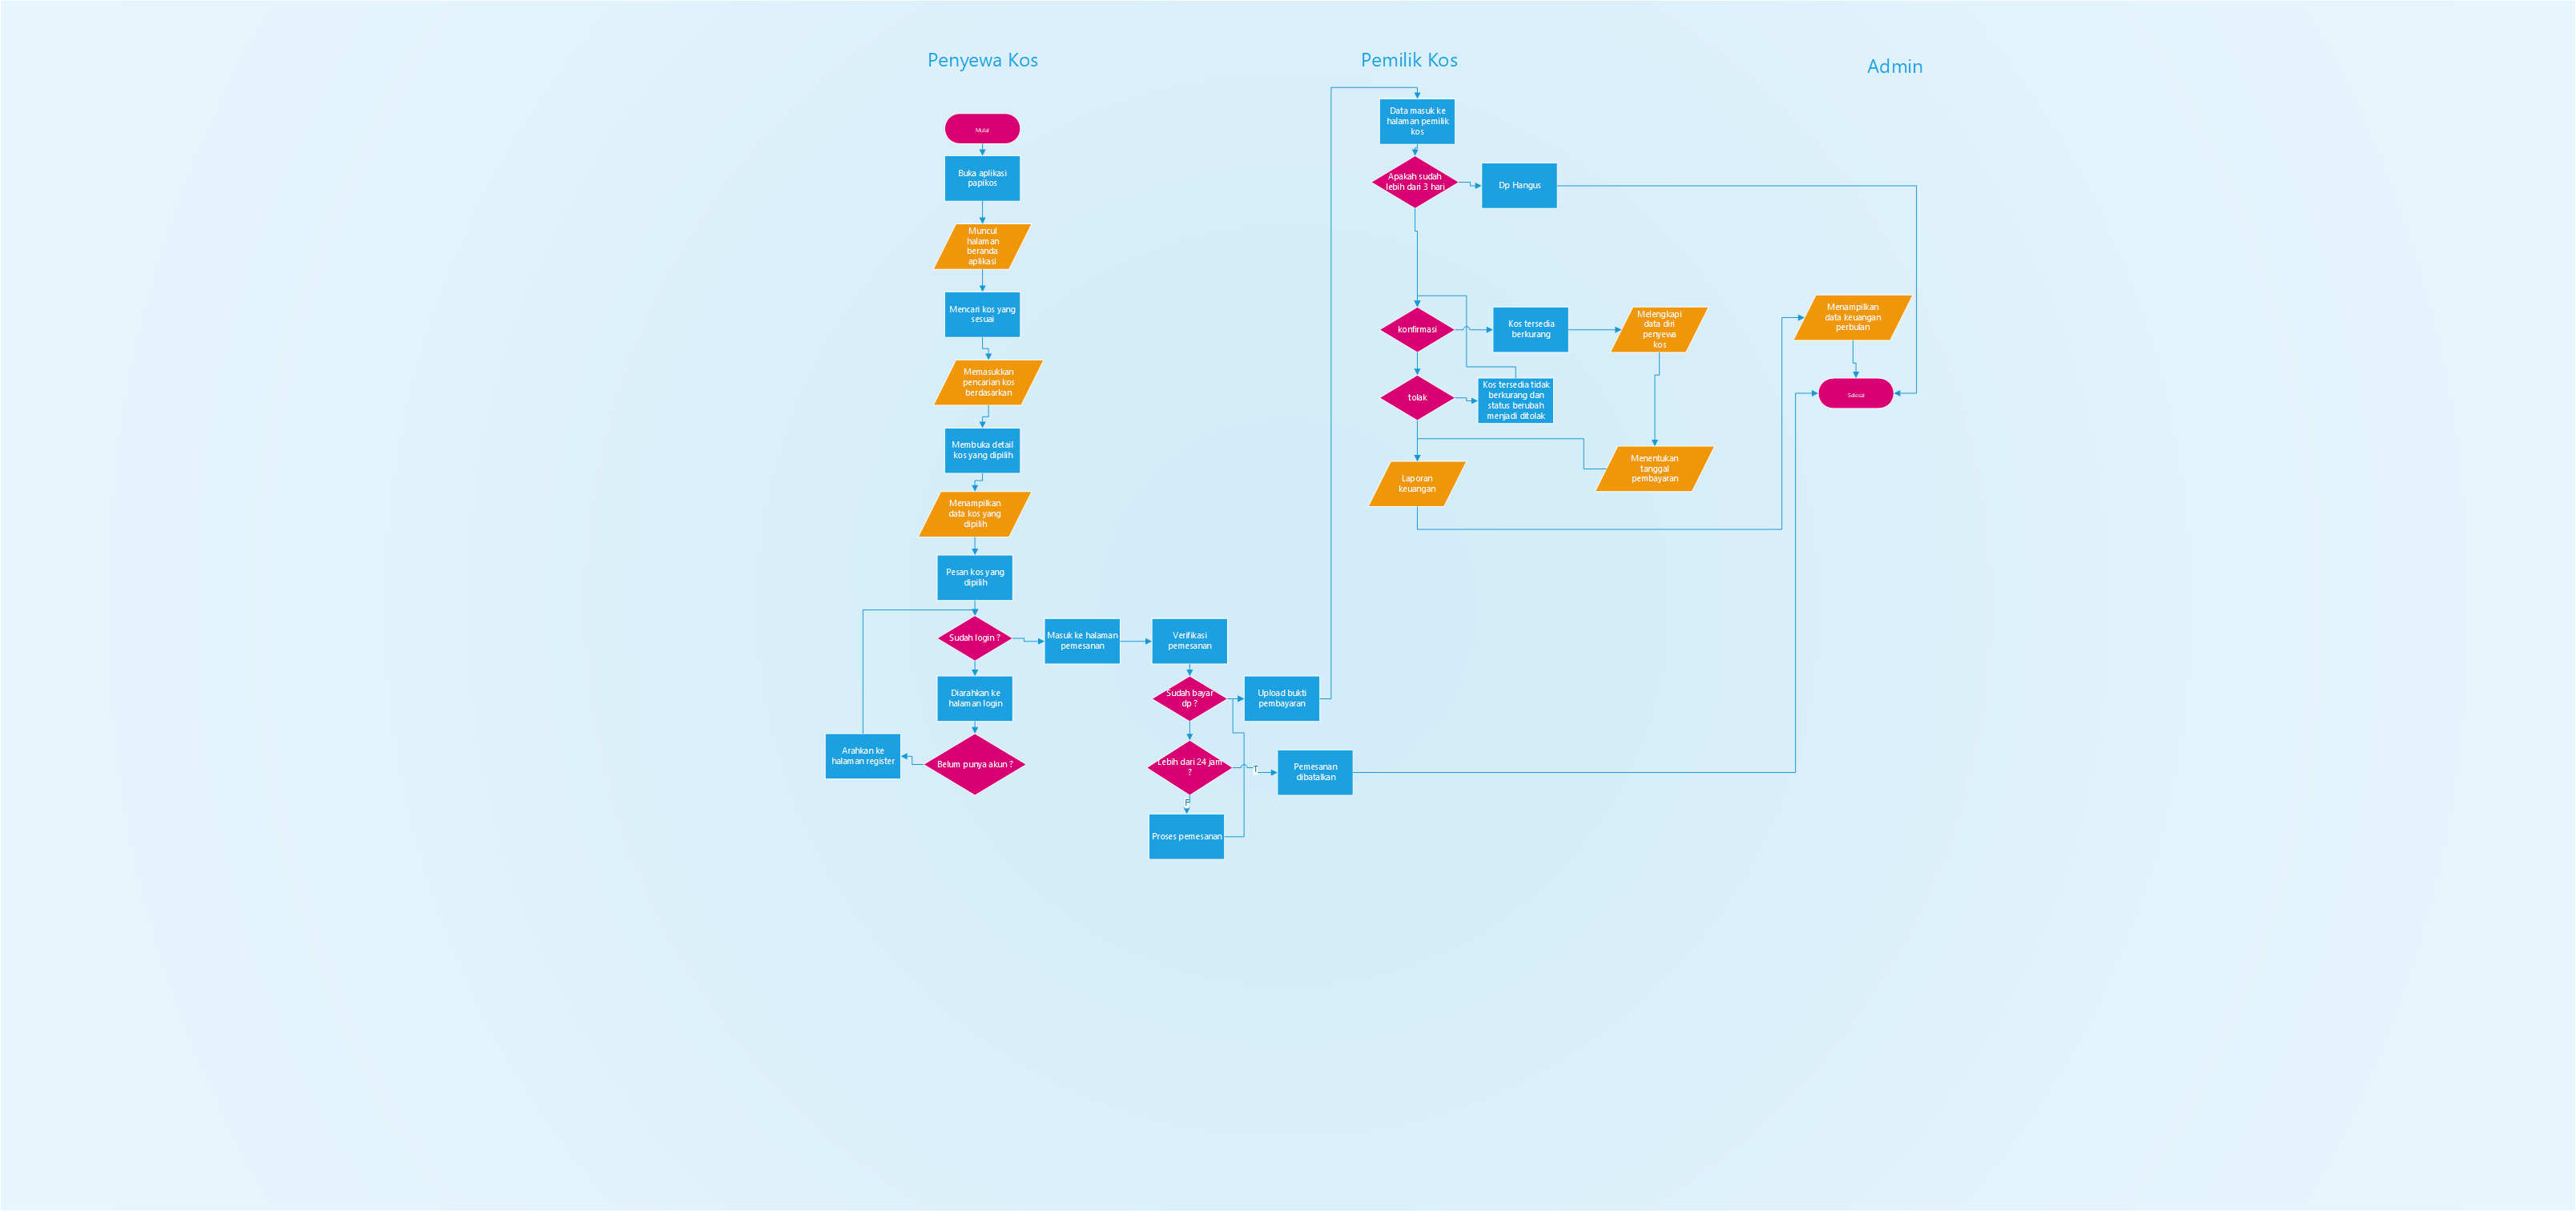 Penyewa Kos
Pemilik Kos
Admin
Mulai
Buka aplikasi
papikos
Muncul
halaman
beranda
aplikasi
Mencari kos yang
sesuai
Memasukkan
pencarian kos
berdasarkan
Membuka detail
kos yang dipilih
Menampilkan
data kos yang
dipilih
Pesan kos yang
dipilih
Sudah login ?
Masuk ke halaman
pemesanan
Verifikasi
pemesanan
Diarahkan ke
halaman login
Sudah bayar
dp ?
Upload bukti
pembayaran
Arahkan ke
halaman register
Belum punya akun ?
Lebih dari 24 jam
?
T
Pemesanan
dibatalkan
F
Proses pemesanan
Data masuk ke
halaman pemilik
kos
Apakah sudah
lebih dari 3 hari
Dp Hangus
konfirmasi
Kos tersedia
berkurang
Melengkapi
data diri
penyewa
kos
tolak
Kos tersedia tidak
berkurang dan
status berubah
menjadi ditolak
Laporan
keuangan
Menentukan
tanggal
pembayaran
Menampilkan
data keuangan
perbulan
Selesai